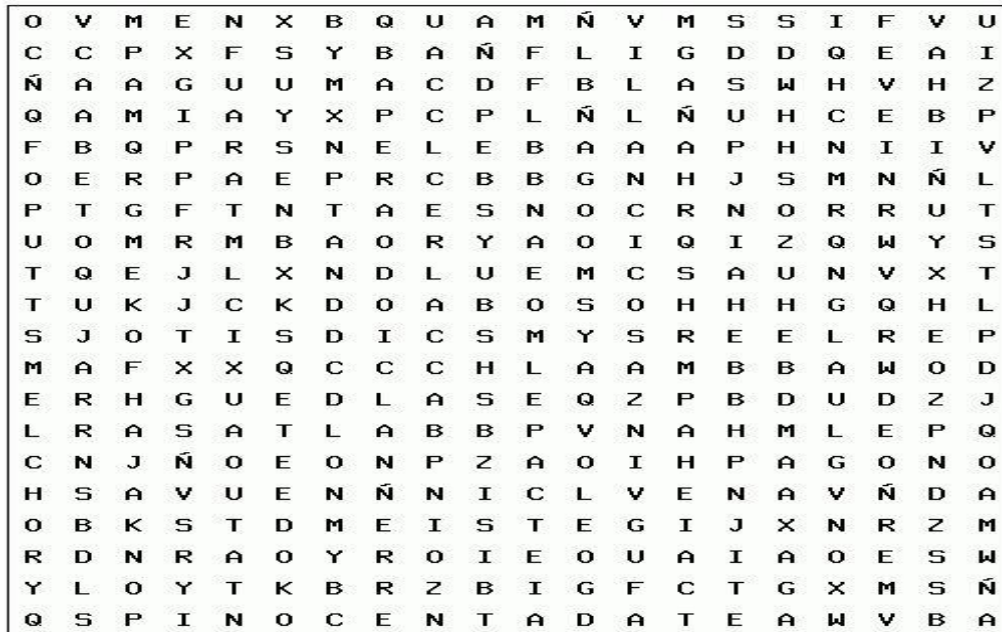 O V M E N X B Q U A M Ñ V M S S I F V U
C C P X F S Y B A Ñ F L I G D D Q E A I
Ñ A A G U U M A C D F B L A S W H V H Z
Q A M I A Y X P C P L Ñ L Ñ U H C E B P
F B Q P R S N E L E B A A A P H N I I V
O E R P A E P R C B B G N H J S M N Ñ L
P T G F T N T A E S N O C R N O R R U T
U O M R M B A O R Y A O I Q I Z Q W Y S
T Q E J L X N D L U E M C S A U N V X T
T U K J C K D O A B O S O H H H G Q H L
S J O T I S D I C S M Y S R E E L R E P
M A F X X Q C C C H L A A M B B A W O D
E R H G U E D L A S E Q Z P B D U D Z J
L R A S A T L A B B P V N A H M L E P Q
C N J Ñ O E O N P Z A O I H P A G O N O
H S A V U E N Ñ N I C L V E N A V Ñ D A
O B K S T D M E I S T E G I J X N R Z M
R D N R A O Y R O I E O U A I A O E S W
Y L O Y T K B R Z B I G F C T G X M S Ñ
Q S P I N O C E N T A D A T E A W V B A